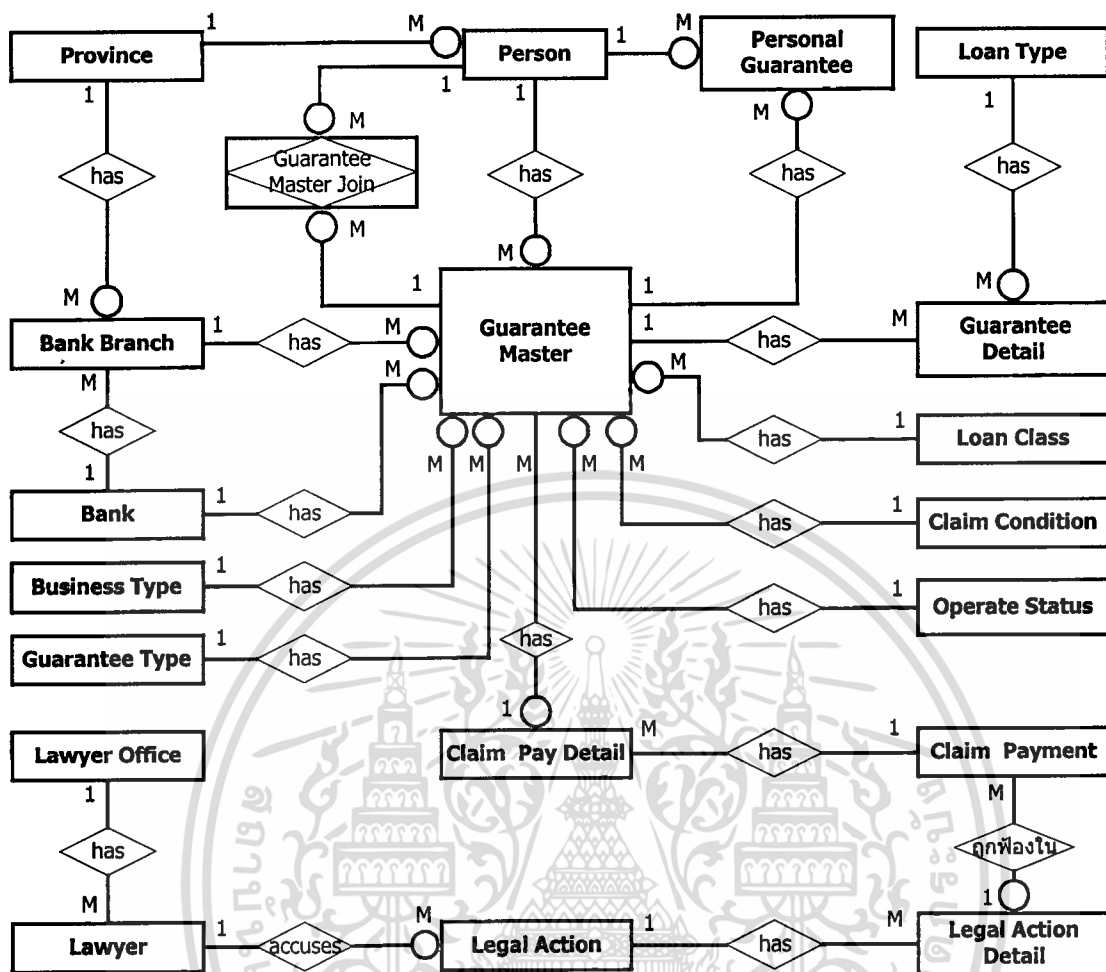 1
M
1
M
Province
Person
Personal
Guarantee
Loan Type
1
1
1
M
1
M
has
Guarantee
Master Join
has
has
has
M
M
M
M
1
1
Bank Branch
1
has
M
Guarantee
Master
1
has
M
Guarantee
Detail
M
M
M
has
has
1
Loan Class
1
Bank
1
has
M
M
M
M
M
has
1
Claim Condition
Business Type
1
has
has
1
Operate Status
Guarantee Type
1
has
has
Lawyer Office
1
Claim Pay Detail
M
has
1
Claim Payment
1
M
has
ถูกฟ้องใน
M
1
Lawyer
1
accuses
M
Legal Action
1
has
M
Legal Action
Detail